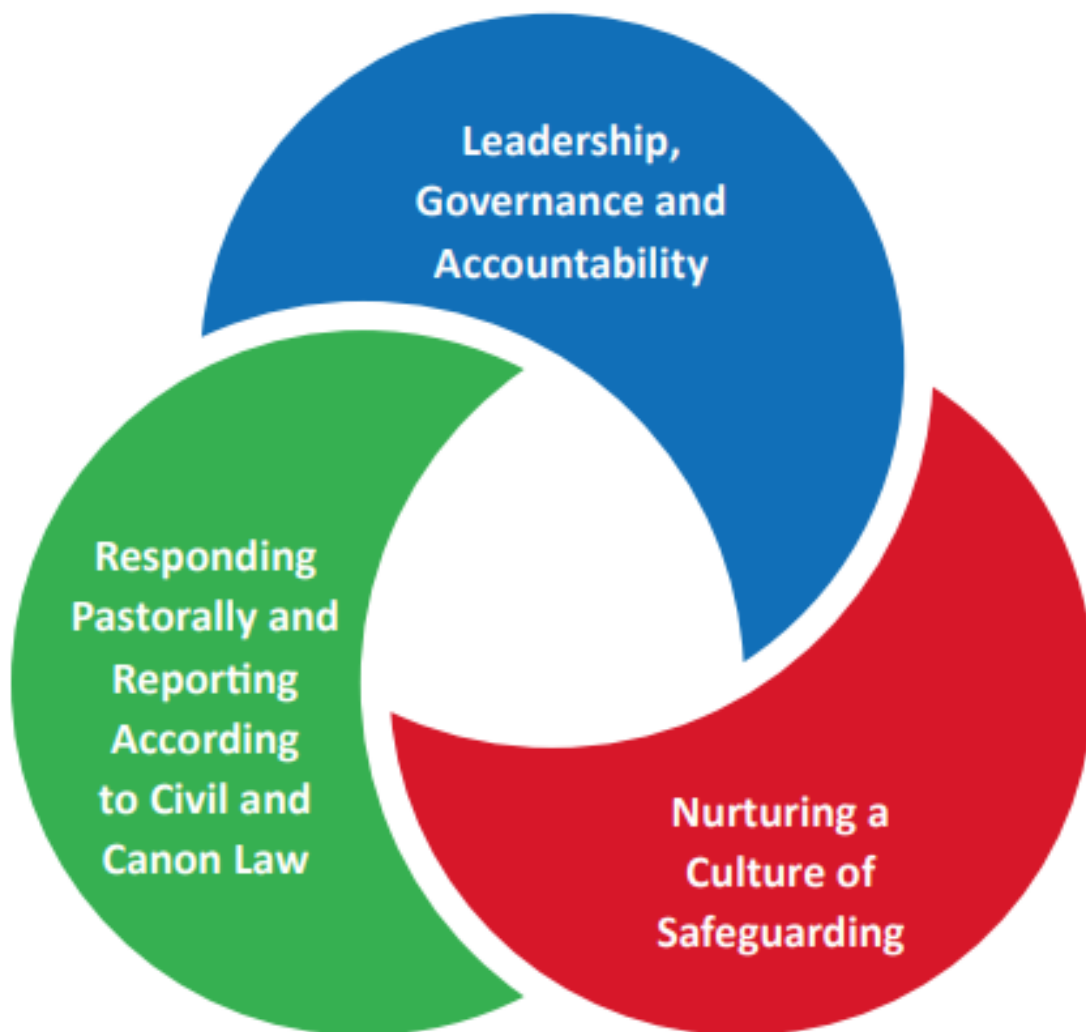 Leadership,
Governance and
Accountability
Responding
Pastorally and
Reporting
According
to Civil and
Canon Law
Nurturing a
Culture of
Safeguarding